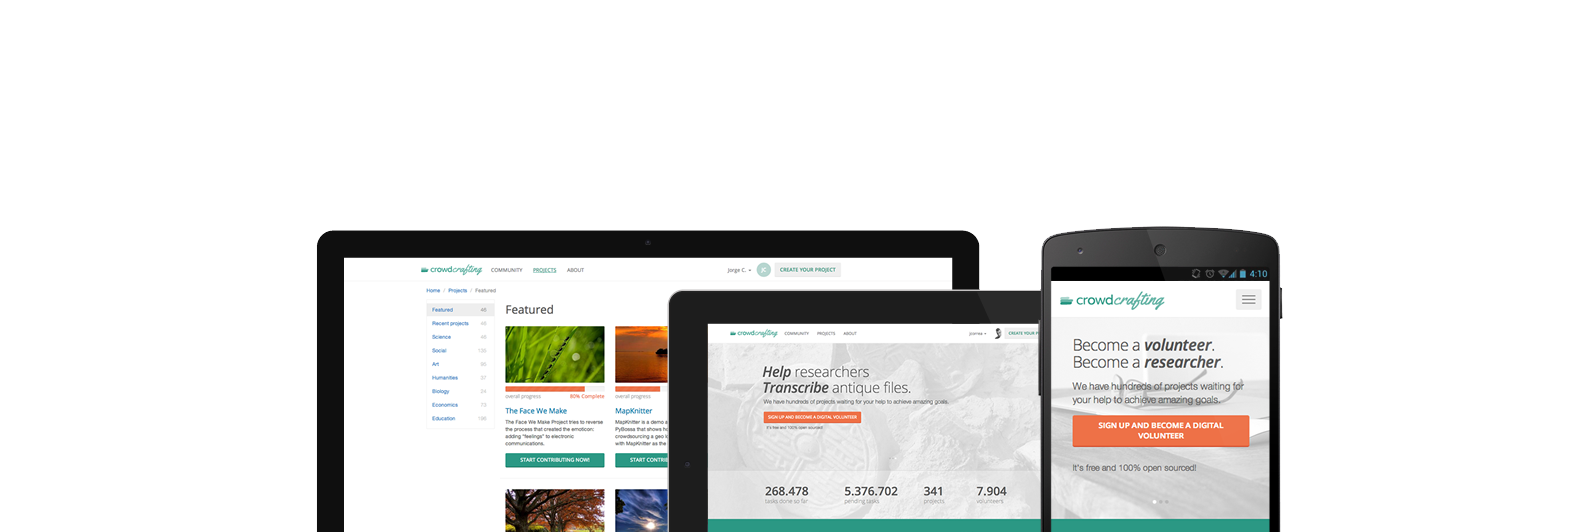 crowdcrafting COMMUNITY PROJECTS ABOUT Jorge C. JC CREATE YOUR PROJECT
Home / Projects / Featured
Featured
Recent projects
Science
Social
Art
Humanities
Biology
Economics
Education
Featured
overall progress 80% Complete
The Face We Make
The Face We Make Project tries to reverse
the process that created the emoticon:
adding "feelings" to electronic
communications.
START CONTRIBUTING NOW!
overall progress
MapKnitter
MapKnitter is a demo a
PyBossa that shows ho
crowdsourcing a geo r
with MapKnitter as the
START CONTRIB
crowdcrafting COMMUNITY PROJECTS ABOUT CREATE YOUR P
Help researchers
Transcribe antique files.
We have hundreds of projects waiting for your help to achieve amazing goals.
SIGN UP AND BECOME A DIGITAL VOLUNTEER
It's free and 100% open sourced!
268.478 5.376.702 341 7.904
tasks done so far pending tasks projects volunteers
4:10
crowdcrafting
Become a volunteer.
Become a researcher.
We have hundreds of projects waiting for
your help to achieve amazing goals.
SIGN UP AND BECOME A DIGITAL
VOLUNTEER
It's free and 100% open sourced!